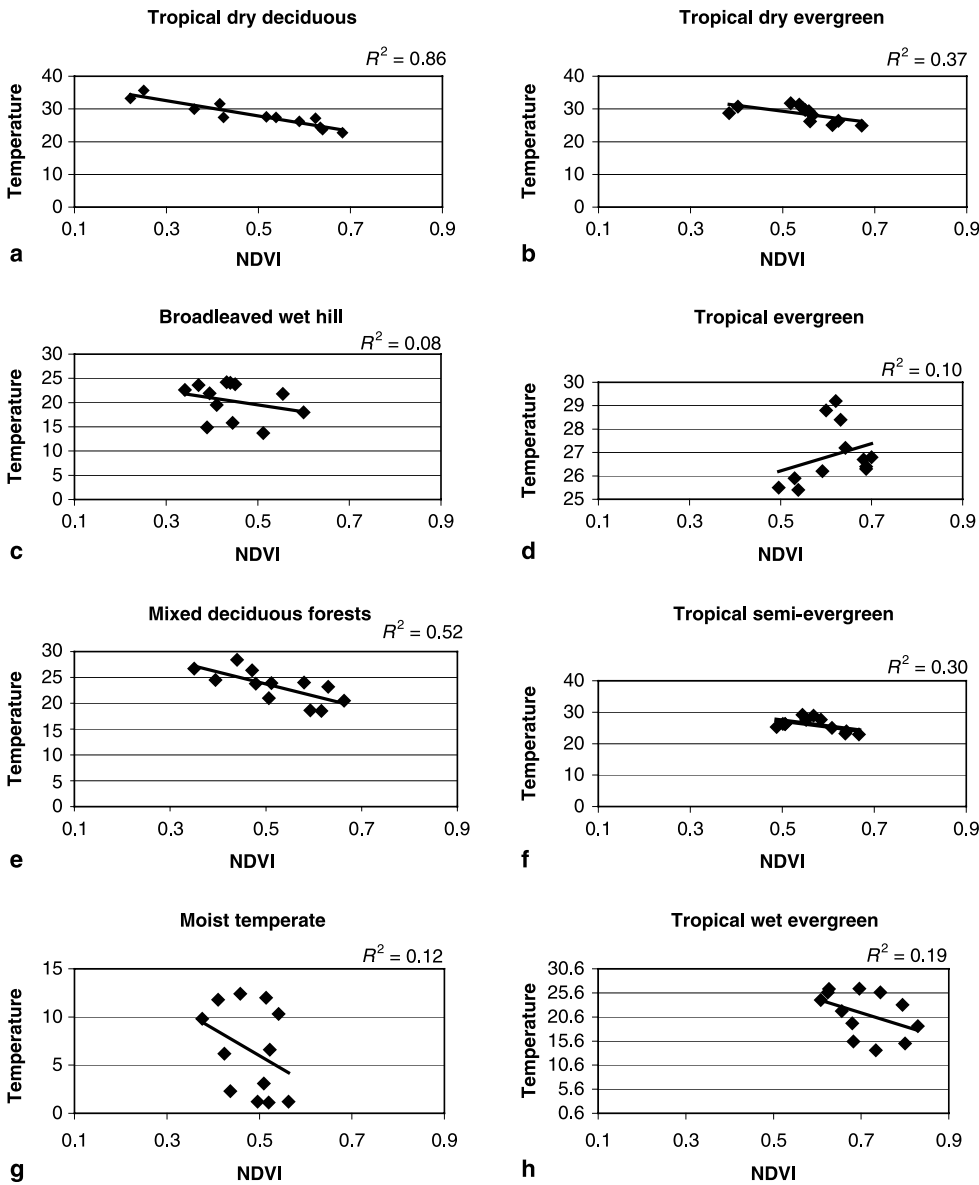 Tropical dry deciduous
R² = 0.86
Temperature
40
30
20
10
0
0.1 0.3 0.5 0.7 0.9
a
NDVI
Tropical dry evergreen
R² = 0.37
Temperature
40
30
20
10
0
0.1 0.3 0.5 0.7 0.9
b
NDVI
Broadleaved wet hill
R² = 0.08
Temperature
30
25
20
15
10
5
0
0.1 0.3 0.5 0.7 0.9
c
NDVI
Tropical evergreen
R² = 0.10
Temperature
30
29
28
27
26
25
0.1 0.3 0.5 0.7 0.9
d
NDVI
Mixed deciduous forests
R² = 0.52
Temperature
30
25
20
15
10
5
0
0.1 0.3 0.5 0.7 0.9
e
NDVI
Tropical semi-evergreen
R² = 0.30
Temperature
40
30
20
10
0
0.1 0.3 0.5 0.7 0.9
f
NDVI
Moist temperate
R² = 0.12
Temperature
15
10
5
0
0.1 0.3 0.5 0.7 0.9
g
NDVI
Tropical wet evergreen
R² = 0.19
Temperature
30.6
25.6
20.6
15.6
10.6
5.6
0.6
0.1 0.3 0.5 0.7 0.9
h
NDVI